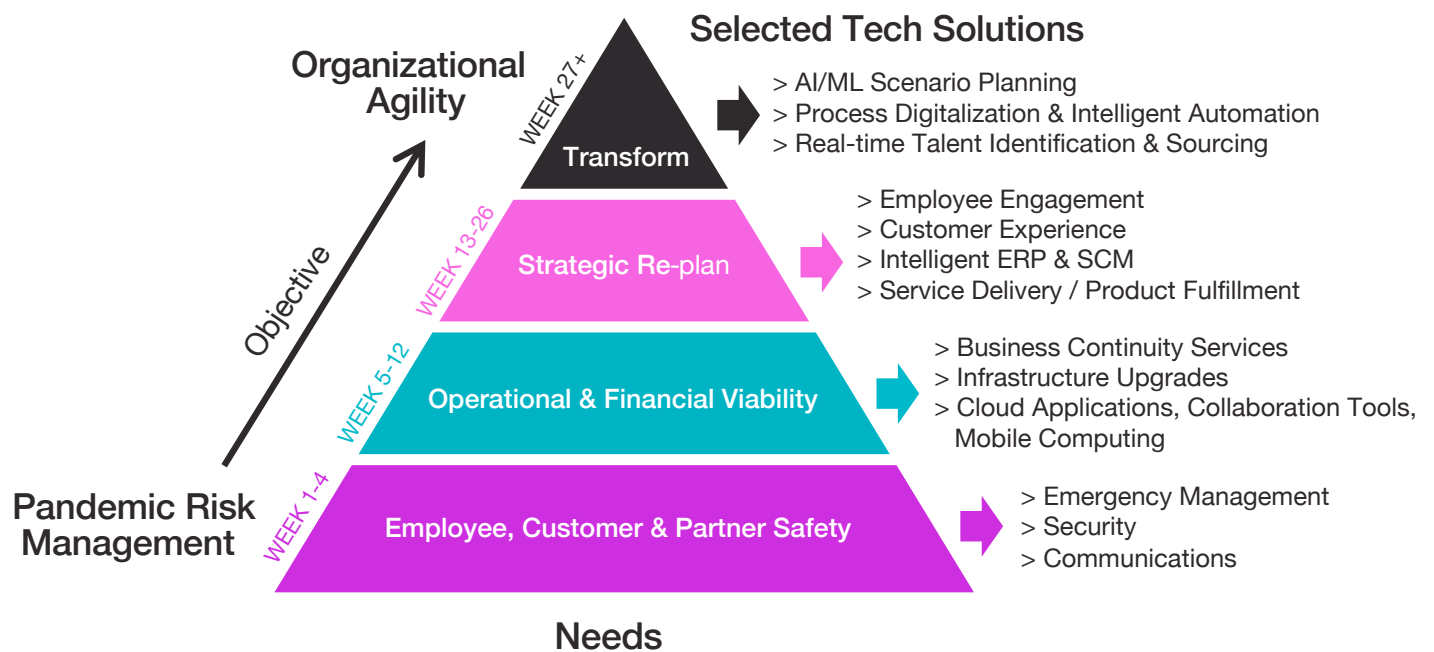 Selected Tech Solutions
Organizational
Agility
WEEK 27+
Transform
> AI/ML Scenario Planning
> Process Digitalization & Intelligent Automation
> Real-time Talent Identification & Sourcing
Objective
WEEK 13-26
Strategic Re-plan
> Employee Engagement
> Customer Experience
> Intelligent ERP & SCM
> Service Delivery / Product Fulfillment
WEEK 5-12
Operational & Financial Viability
> Business Continuity Services
> Infrastructure Upgrades
> Cloud Applications, Collaboration Tools,
Mobile Computing
Pandemic Risk
Management
WEEK 1-4
Employee, Customer & Partner Safety
> Emergency Management
> Security
> Communications
Needs